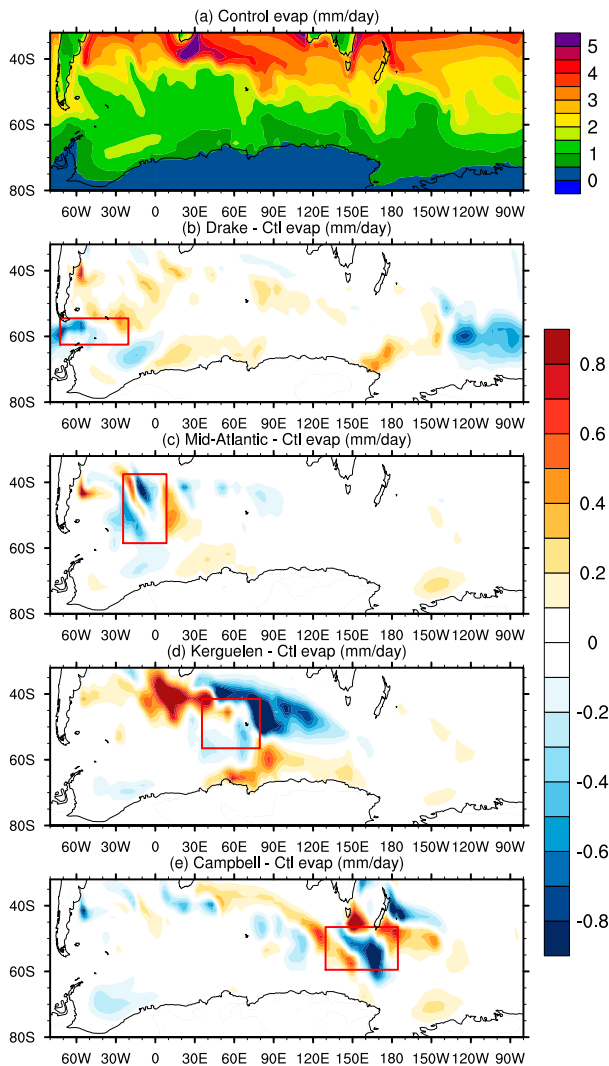 (a) Control evap (mm/day)
40S
60S
80S
60W 30W 0 30E 60E 90E 120E 150E 180 150W 120W 90W
5
4
3
2
1
0
(b) Drake - Ctl evap (mm/day)
40S
60S
80S
60W 30W 0 30E 60E 90E 120E 150E 180 150W 120W 90W
(c) Mid-Atlantic - Ctl evap (mm/day)
40S
60S
80S
60W 30W 0 30E 60E 90E 120E 150E 180 150W 120W 90W
(d) Kerguelen - Ctl evap (mm/day)
40S
60S
80S
60W 30W 0 30E 60E 90E 120E 150E 180 150W 120W 90W
(e) Campbell - Ctl evap (mm/day)
40S
60S
80S
60W 30W 0 30E 60E 90E 120E 150E 180 150W 120W 90W
0.8
0.6
0.4
0.2
0
-0.2
-0.4
-0.6
-0.8